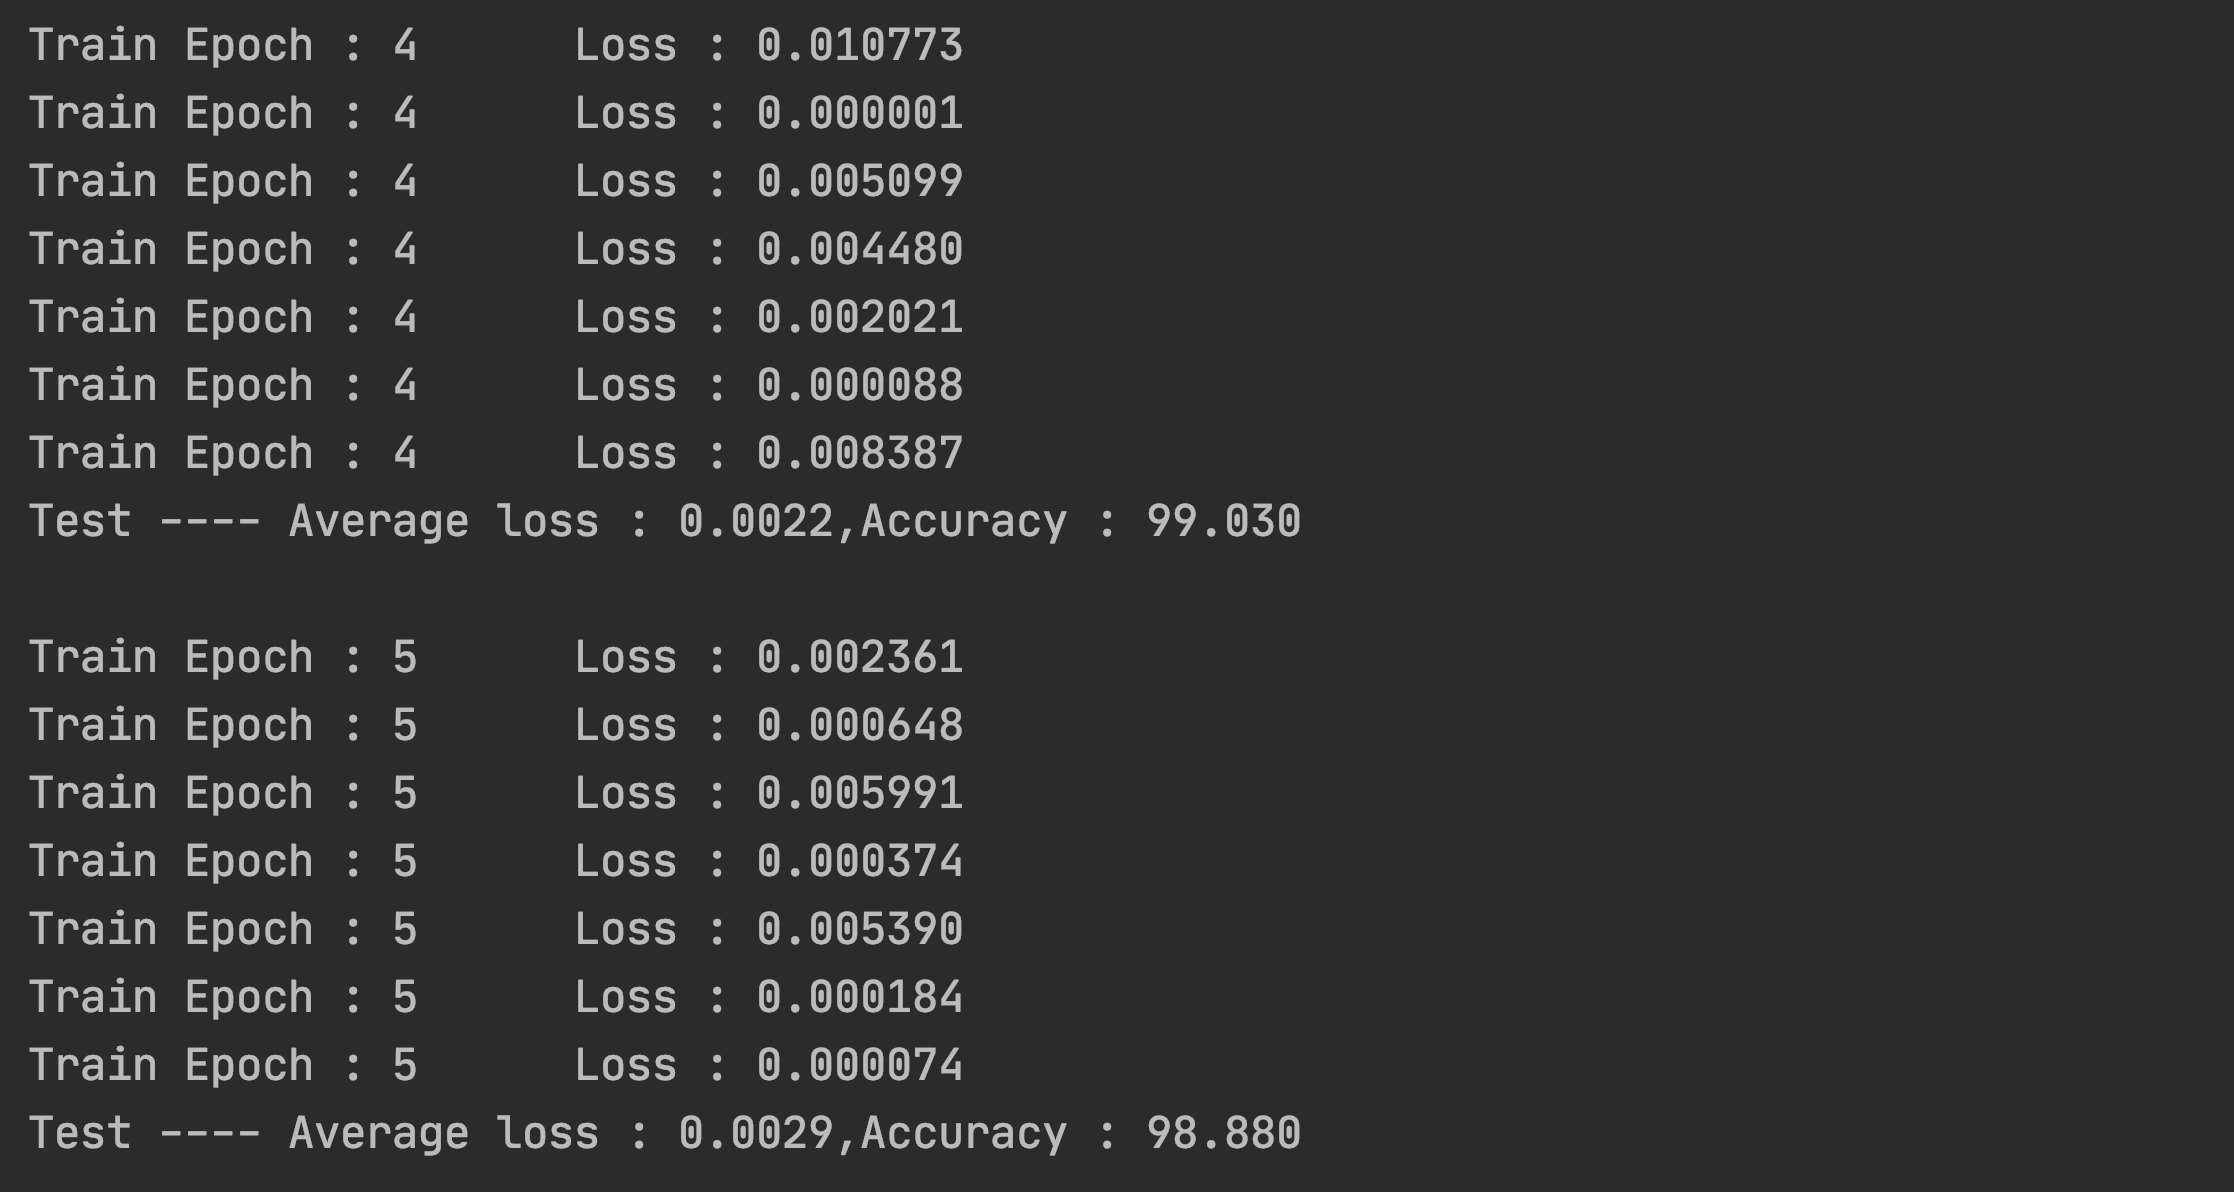 Train Epoch : 4      Loss : 0.010773
Train Epoch : 4      Loss : 0.000001
Train Epoch : 4      Loss : 0.005099
Train Epoch : 4      Loss : 0.004480
Train Epoch : 4      Loss : 0.002021
Train Epoch : 4      Loss : 0.000088
Train Epoch : 4      Loss : 0.008387
Test ---- Average loss : 0.0022,Accuracy : 99.030
Train Epoch : 5      Loss : 0.002361
Train Epoch : 5      Loss : 0.000648
Train Epoch : 5      Loss : 0.005991
Train Epoch : 5      Loss : 0.000374
Train Epoch : 5      Loss : 0.005390
Train Epoch : 5      Loss : 0.000184
Train Epoch : 5      Loss : 0.000074
Test ---- Average loss : 0.0029,Accuracy : 98.880